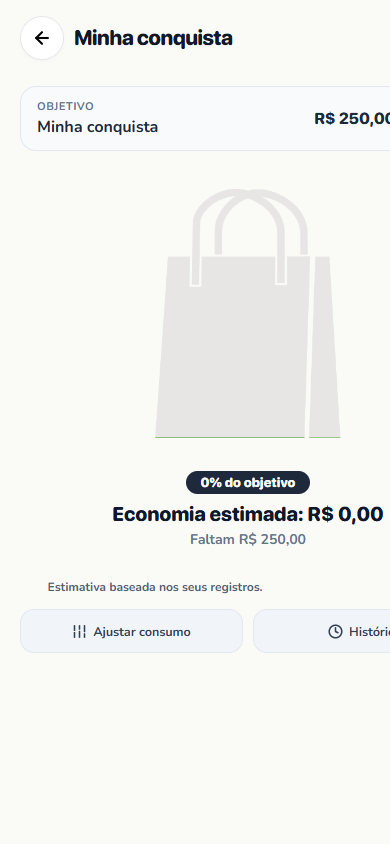 Minha conquista
OBJETIVO
Minha conquista
R$ 250,00
0% do objetivo
Economia estimada: R$ 0,00
Faltam R$ 250,00
Estimativa baseada nos seus registros.
Ajustar consumo
Históri